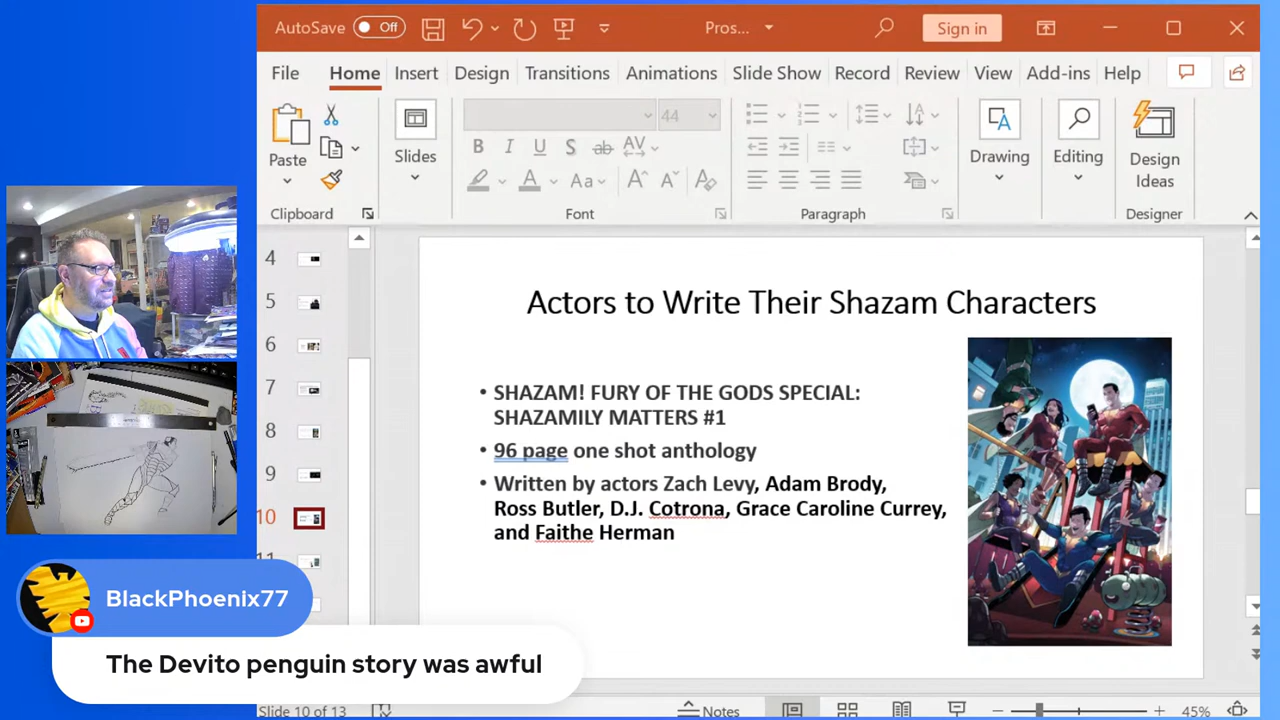 AutoSave Off Pros... Sign in
File Home Insert Design Transitions Animations Slide Show Record Review View Add-ins Help
44
Paste Slides B I U S ab AV Drawing Editing Design Ideas
Aa A A A
Clipboard Font Paragraph Designer
4
5
6
7
8
9
10
11
Actors to Write Their Shazam Characters
• SHAZAM! FURY OF THE GODS SPECIAL:
SHAZAMILY MATTERS #1
• 96 page one shot anthology
• Written by actors Zach Levy, Adam Brody,
Ross Butler, D.J. Cotrona, Grace Caroline Currey,
and Faithe Herman
BlackPhoenix77
The Devito penguin story was awful
Slide 10 of 13 Notes 45%